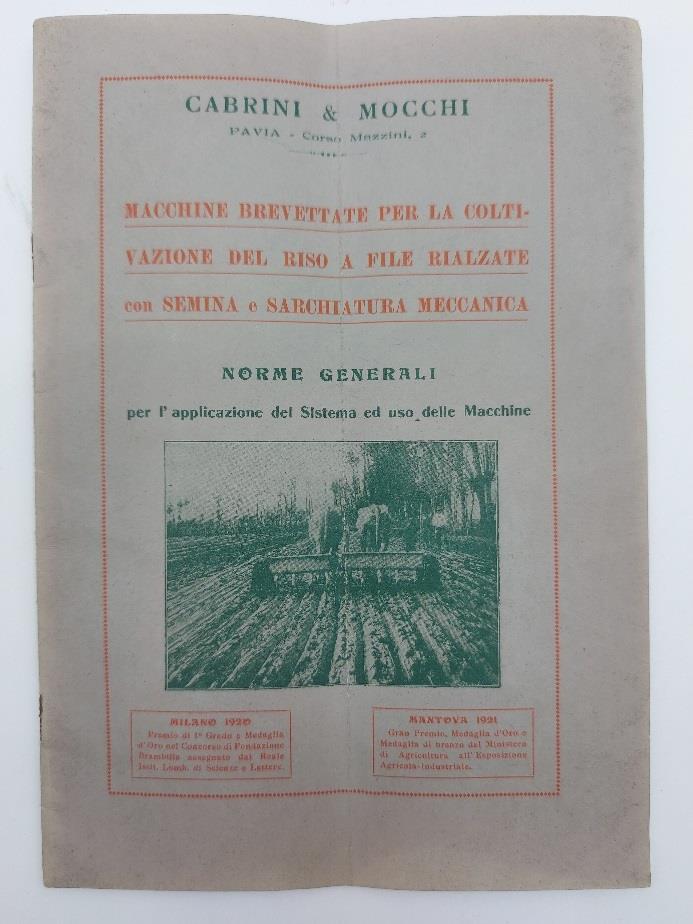 CABRINI & MOCCHI
PAVIA - Corso Mazzini, 2
MACCHINE BREVETTATE PER LA COLTI-
VAZIONE DEL RISO A FILE RIALZATE
con SEMINA e SARCHIATURA MECCANICA
NORME GENERALI
per l'applicazione del Sistema ed uso delle Macchine
MILANO 1920
Premio di 1° Grado e Medaglia
d'Oro nel Concorso di Fondazione
Brambilla assegnato dal Reale
Istit. Lomb. di Scienze e Lettere.
MANTOVA 1921
Gran Premio, Medaglia d'Oro e
Medaglia di bronzo del Ministero
di Agricoltura all'Esposizione
Agricola-Industriale.